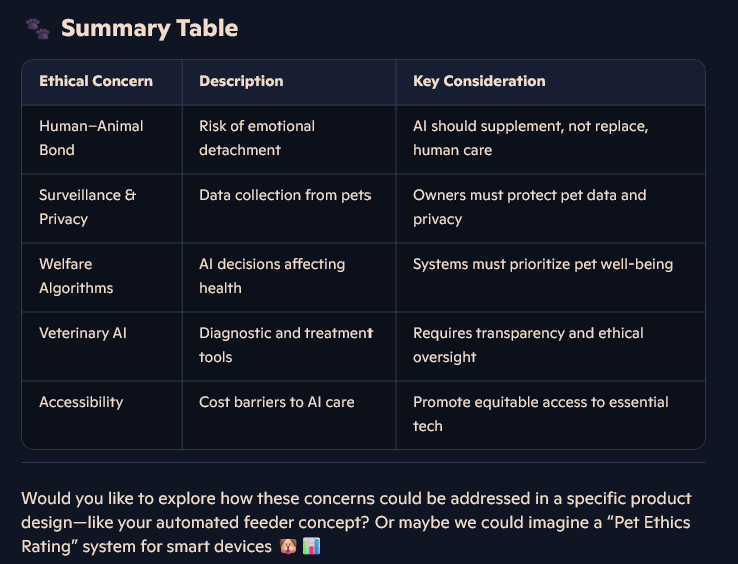 🐾 Summary Table
Ethical Concern Description Key Consideration
Human–Animal Risk of emotional AI should supplement, not replace,
Bond detachment human care
Surveillance & Data collection from pets Owners must protect pet data and
Privacy privacy
Welfare AI decisions affecting Systems must prioritize pet well-being
Algorithms health
Veterinary AI Diagnostic and treatment Requires transparency and ethical
tools oversight
Accessibility Cost barriers to AI care Promote equitable access to essential
tech
Would you like to explore how these concerns could be addressed in a specific product
design—like your automated feeder concept? Or maybe we could imagine a “Pet Ethics
Rating” system for smart devices 🐶 📊